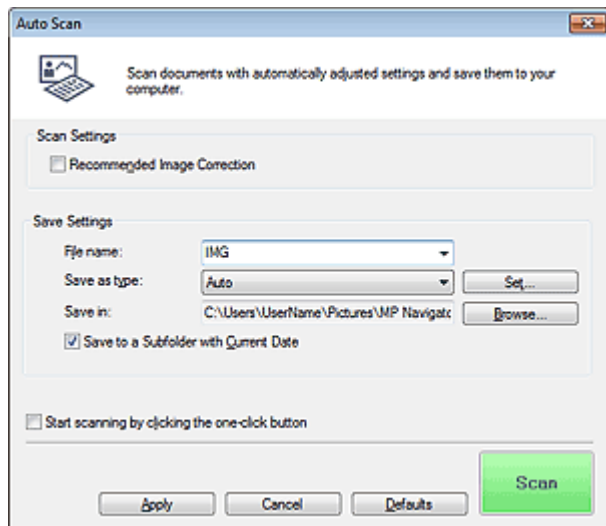 Auto Scan
Scan documents with automatically adjusted settings and save them to your
computer.
Scan Settings
Recommended Image Correction
Save Settings
File name:
IMG
Save as type:
Auto
Set...
Save in:
C:\Users\UserName\Pictures\MP Navigatc
Browse...
Save to a Subfolder with Current Date
Start scanning by clicking the one-click button
Scan
Apply
Cancel
Defaults